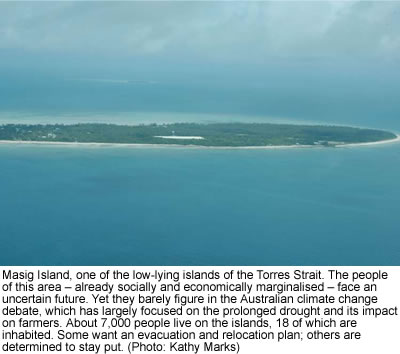 Masig Island, one of the low-lying islands of the Torres Strait. The people
of this area – already socially and economically marginalised – face an
uncertain future. Yet they barely figure in the Australian climate change
debate, which has largely focused on the prolonged drought and its impact
on farmers. About 7,000 people live on the islands, 18 of which are
inhabited. Some want an evacuation and relocation plan; others are
determined to stay put. (Photo: Kathy Marks)